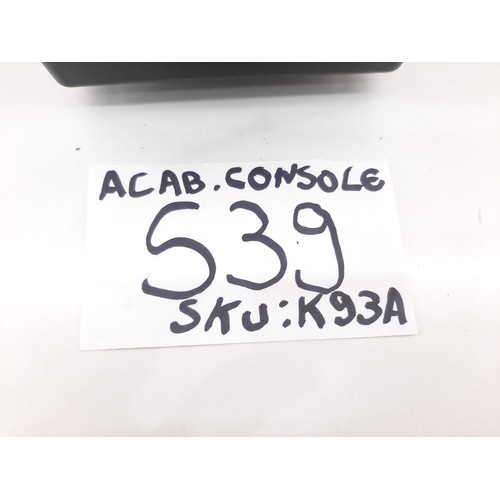 ACAB. CONSOLE
539
SKU: K93A